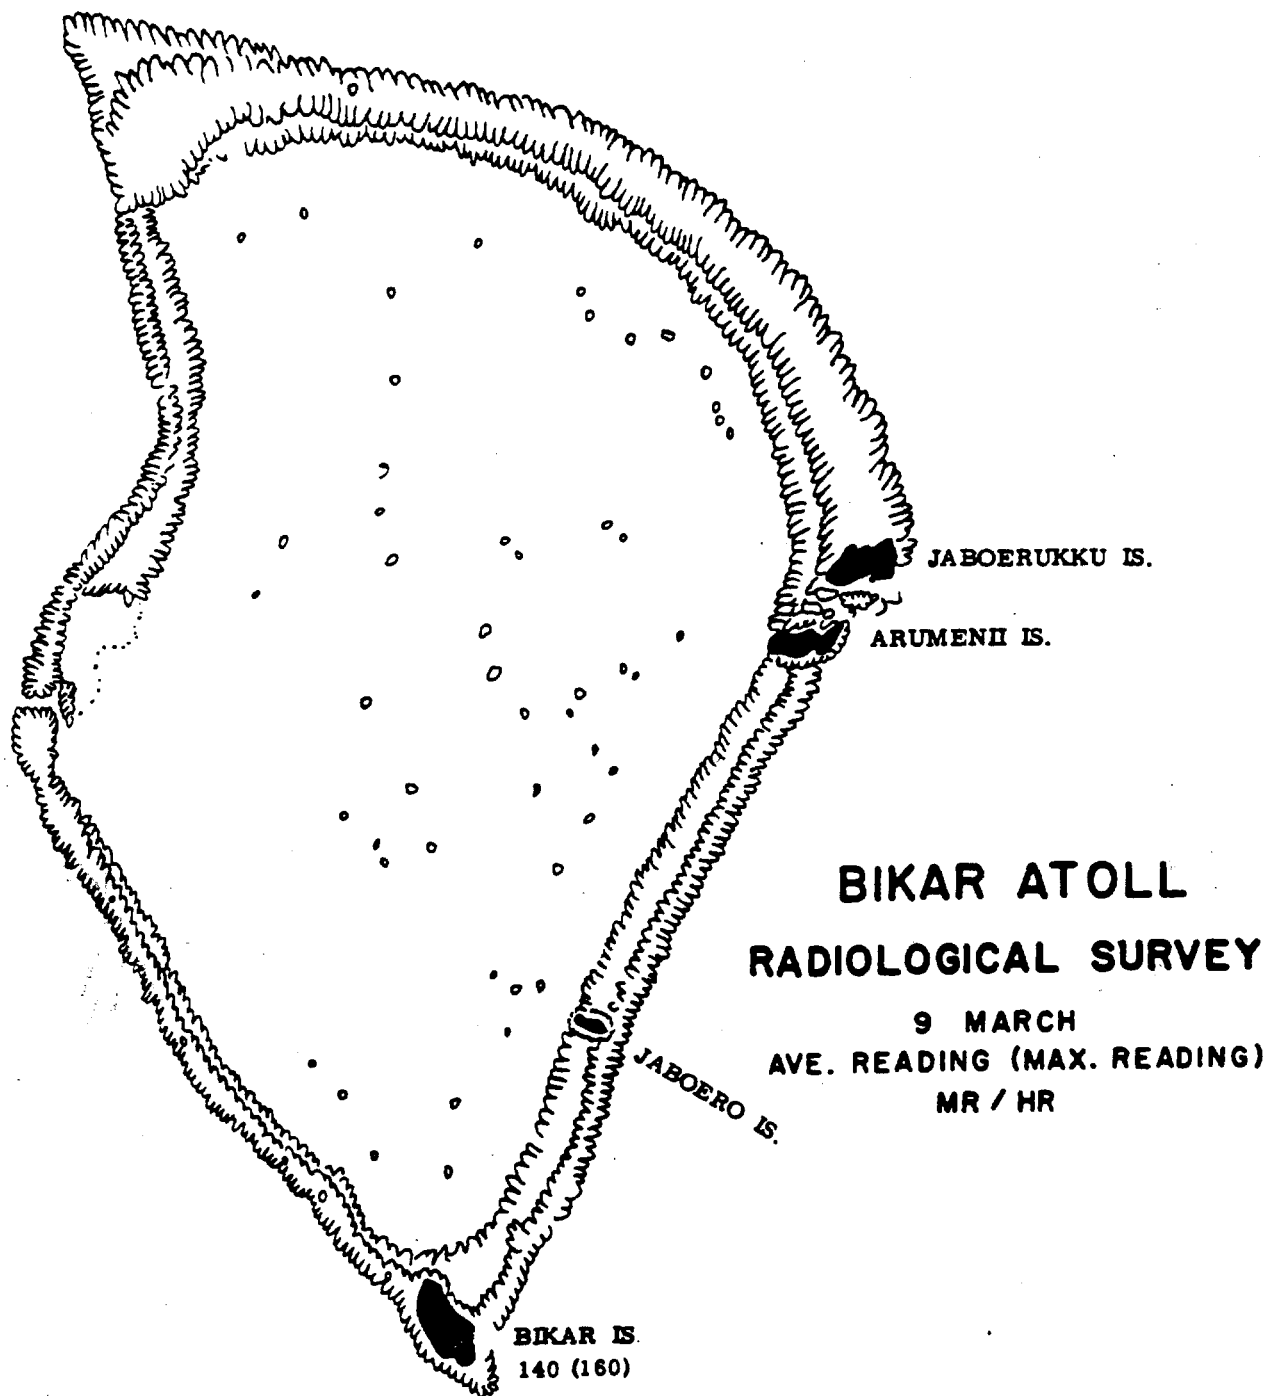 JABOERUKKU IS.
ARUMENII IS.
BIKAR ATOLL
RADIOLOGICAL SURVEY
9 MARCH
AVE. READING (MAX. READING)
MR / HR
JABOERO IS.
BIKAR IS.
140 (160)